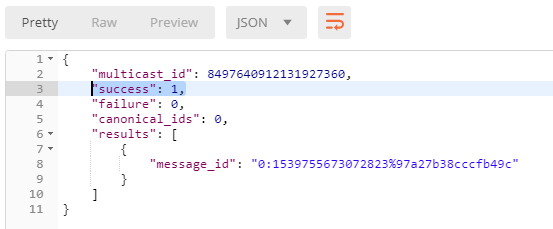 Pretty Raw Preview JSON
1 {
2 "multicast_id": 8497640912131927360,
3 "success": 1,
4 "failure": 0,
5 "canonical_ids": 0,
6 "results": [
7 {
8 "message_id": "0:1539755673072823%97a27b38cccfb49c"
9 }
10 ]
11 }